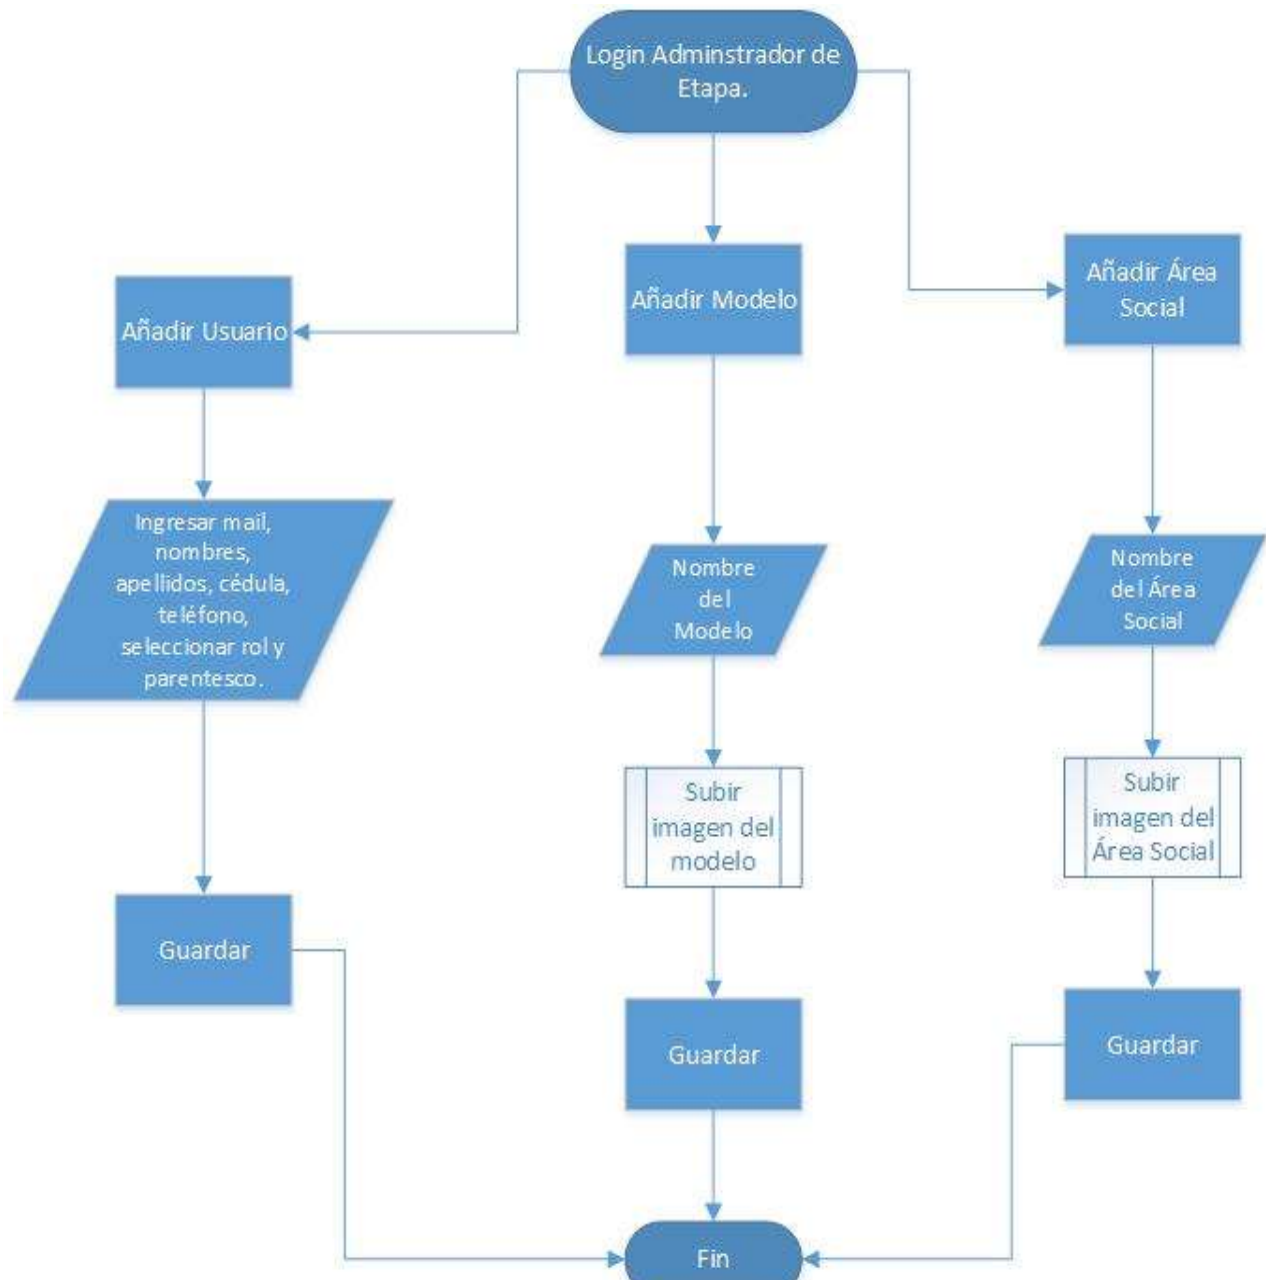 Login Adminstrador de
Etapa.
Añadir Usuario
Ingresar mail,
nombres,
apellidos, cédula,
teléfono,
seleccionar rol y
parentesco.
Guardar
Añadir Modelo
Nombre
del
Modelo
Subir
imagen del
modelo
Guardar
Añadir Área
Social
Nombre
del Área
Social
Subir
imagen del
Área Social
Guardar
Fin